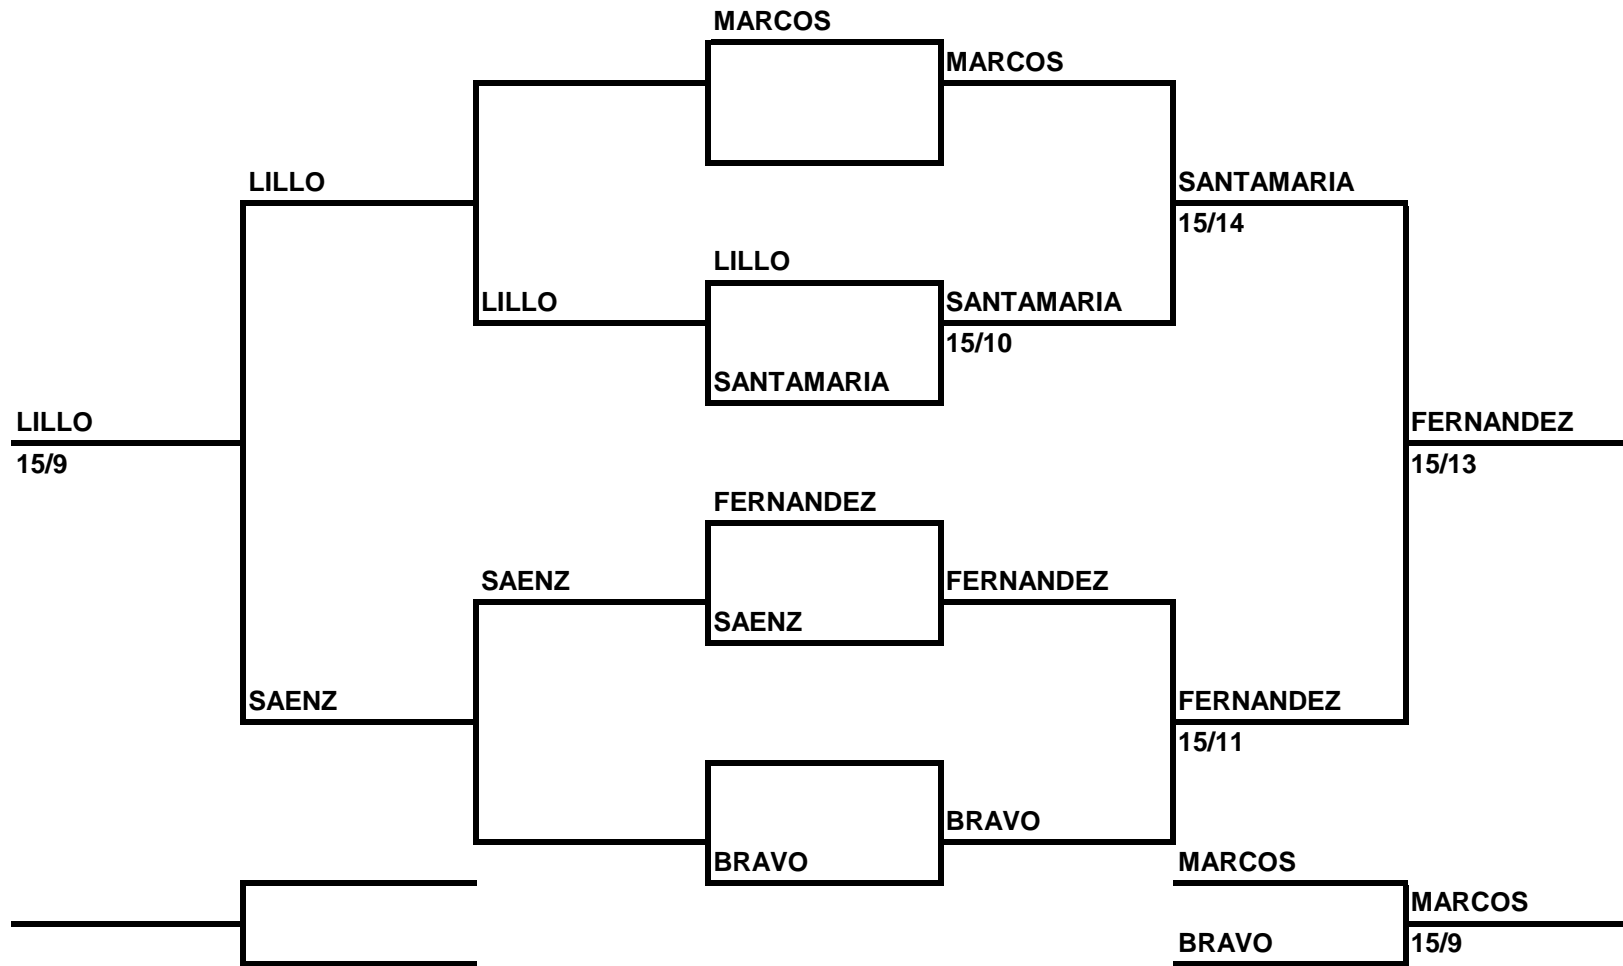 MARCOS
MARCOS
LILLO
SANTAMARIA
15/14
LILLO
LILLO
SANTAMARIA
15/10
SANTAMARIA
LILLO
FERNANDEZ
15/9
15/13
FERNANDEZ
SAENZ
FERNANDEZ
SAENZ
SAENZ
FERNANDEZ
15/11
BRAVO
BRAVO
MARCOS
MARCOS
BRAVO
15/9